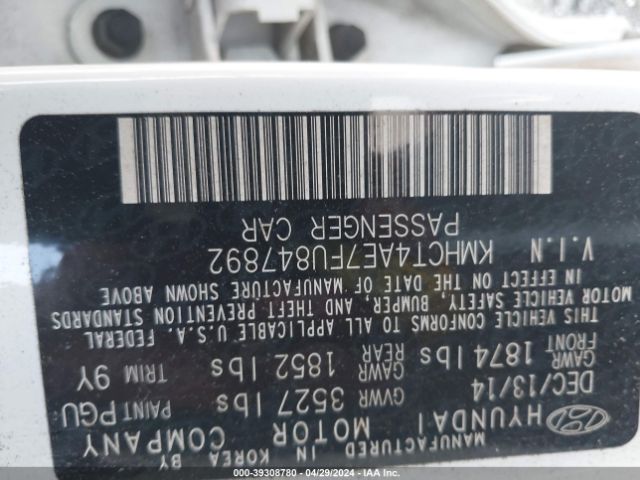 MANUFACTURED IN KOREA BY
HYUNDAI MOTOR COMPANY
DEC/13/14 GVWR 3527 lbs PAINT PGU
GAWR FRONT 1874 lbs GAWR REAR 1852 lbs TRIM 9Y
THIS VEHICLE CONFORMS TO ALL APPLICABLE U.S.A. FEDERAL
MOTOR VEHICLE SAFETY, BUMPER, AND THEFT PREVENTION STANDARDS
IN EFFECT ON THE DATE OF MANUFACTURE SHOWN ABOVE
V.I.N KMHCT4AE7FU847892
PASSENGER CAR
000-39308780 - 04/29/2024 - IAAI.COM